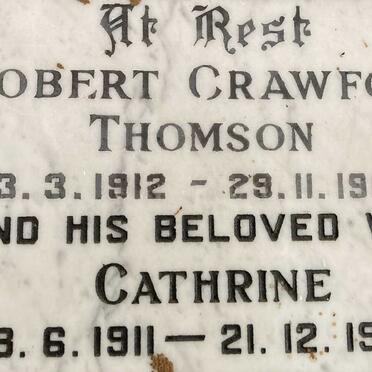 At Rest
OBERT CRAWFO
THOMSON
3.3.1912 - 29.11.19
ND HIS BELOVED
CATHRINE
3.6.1911 — 21.12.19